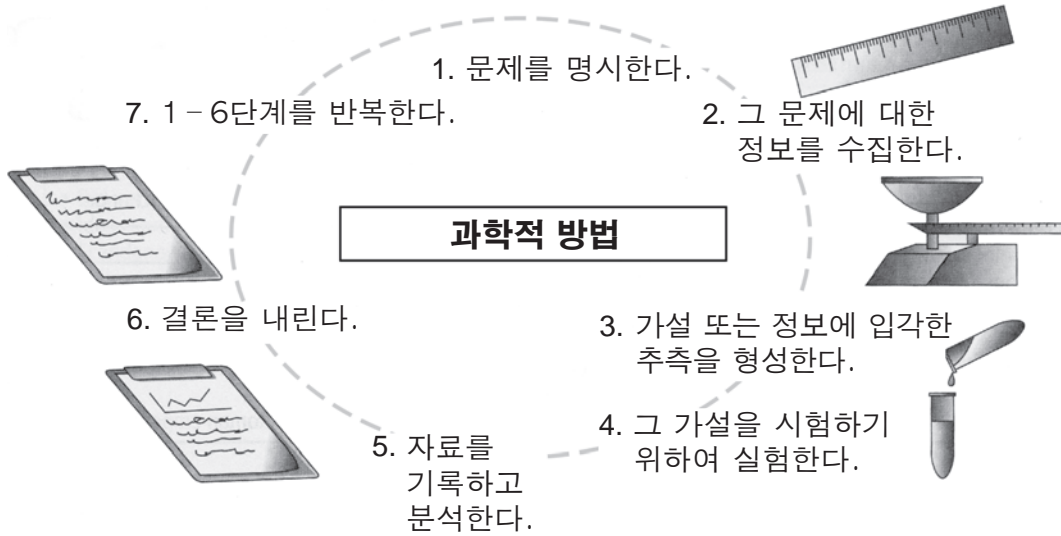 1. 문제를 명시한다.
2. 그 문제에 대한
정보를 수집한다.
3. 가설 또는 정보에 입각한
추측을 형성한다.
4. 그 가설을 시험하기
위하여 실험한다.
5. 자료를
기록하고
분석한다.
6. 결론을 내린다.
7. 1–6단계를 반복한다.
과학적 방법